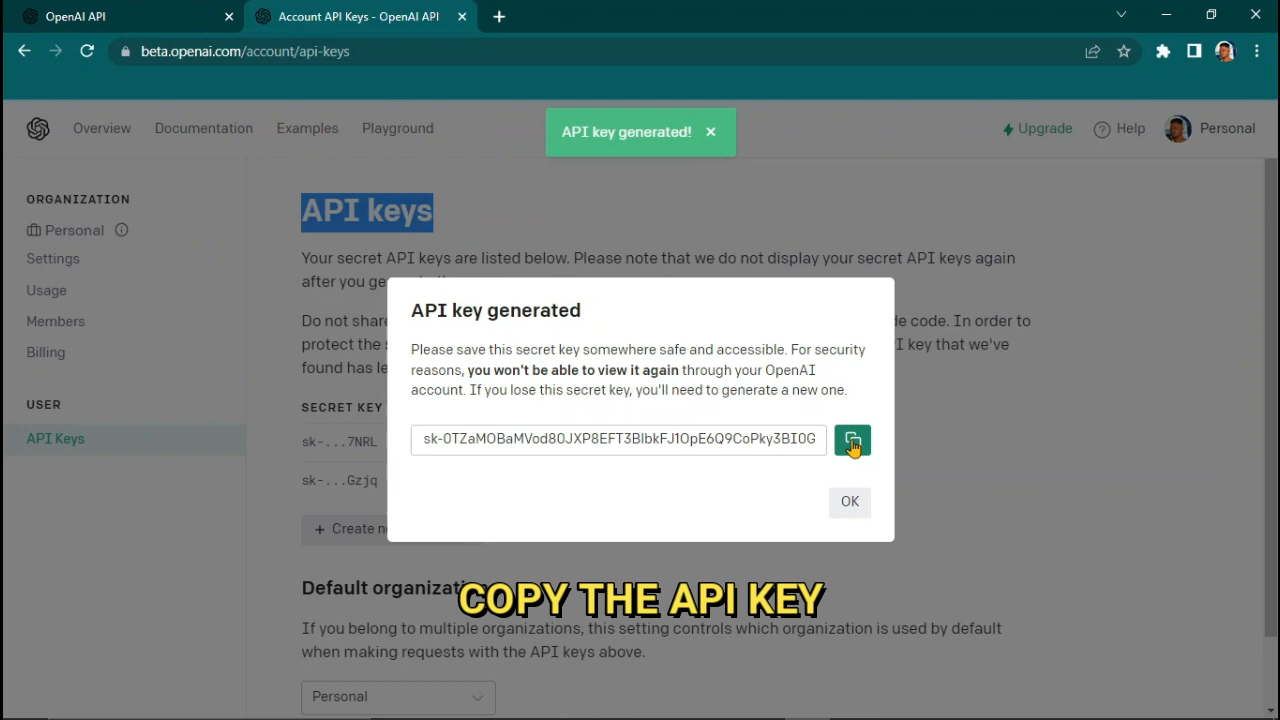 OpenAI API
Account API Keys - OpenAI API
beta.openai.com/account/api-keys
Overview Documentation Examples Playground
API key generated!
Upgrade Help Personal
ORGANIZATION
Personal
Settings
Usage
Members
Billing
USER
API Keys
API keys
Your secret API keys are listed below. Please note that we do not display your secret API keys again
after you ge
Do not share
de code. In order to
protect the s
PI key that we've
found has le
SECRET KEY
sk-...7NRL
sk-...Gzjq
+ Create n
API key generated
Please save this secret key somewhere safe and accessible. For security
reasons, you won't be able to view it again through your OpenAI
account. If you lose this secret key, you'll need to generate a new one.
OK
Default organizatio
COPY THE API KEY
If you belong to multiple organizations, this setting controls which organization is used by default
when making requests with the API keys above.
Personal